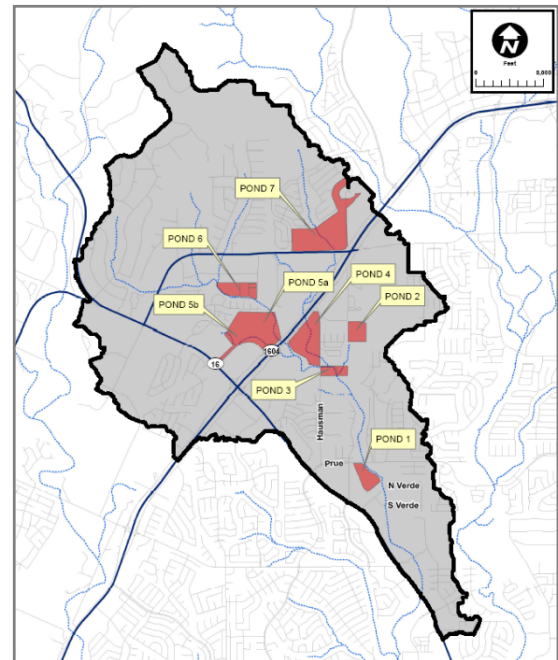 N
Feet
0 8,000
POND 7
POND 6
POND 5a
POND 4
POND 2
POND 5b
1604
16
POND 3
Hausman
POND 1
Prue
N Verde
S Verde